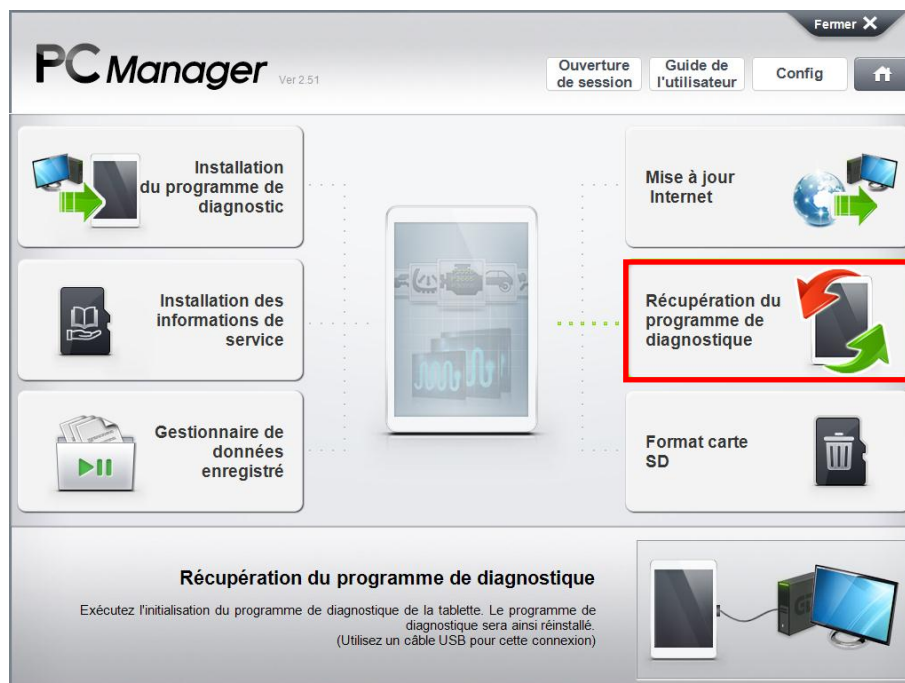 Fermer X
PC Manager Ver 2.51
Ouverture
de session
Guide de
l'utilisateur
Config
Installation
du programme de
diagnostic
Mise à jour
Internet
Installation des
informations de
service
Récupération du
programme de
diagnostique
Gestionnaire de
données
enregistré
Format carte
SD
Récupération du programme de diagnostique
Exécutez l'initialisation du programme de diagnostique de la tablette. Le programme de
diagnostique sera ainsi réinstallé.
(Utilisez un câble USB pour cette connexion)